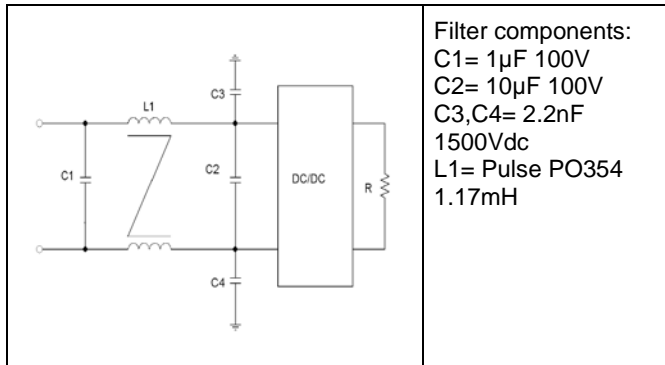 C3
L1
C1
C2
DC/DC
R
C4
Filter components:
C1= 1µF 100V
C2= 10µF 100V
C3,C4= 2.2nF
1500Vdc
L1= Pulse PO354
1.17mH